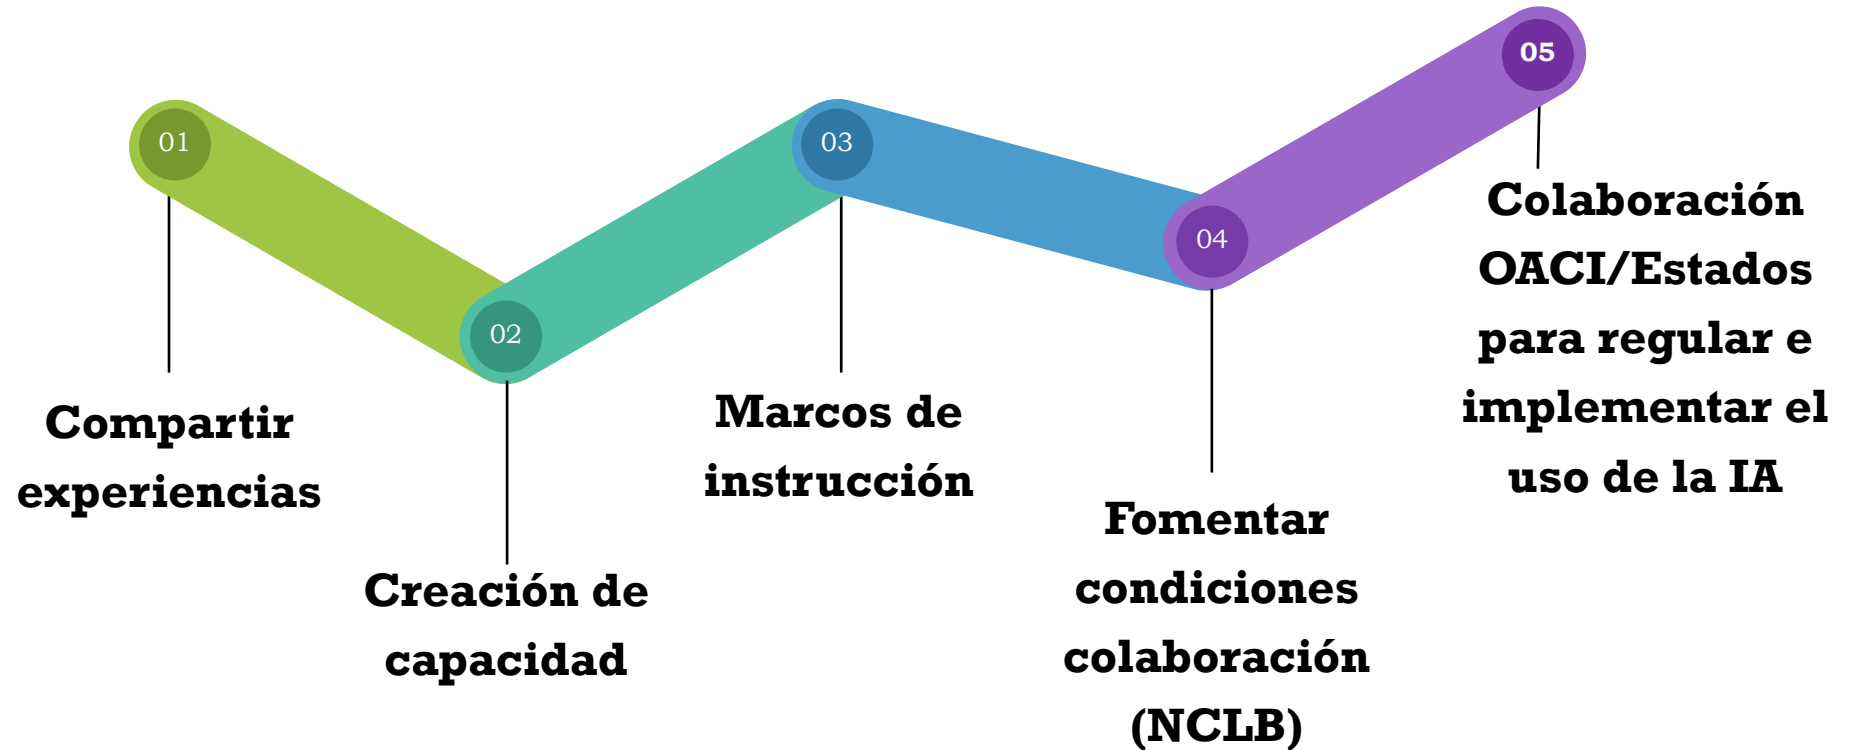 01
Compartir
experiencias
02
Creación de
capacidad
03
Marcos de
instrucción
04
Fomentar
condiciones
colaboración
(NCLB)
05
Colaboración
OACI/Estados
para regular e
implementar el
uso de la IA